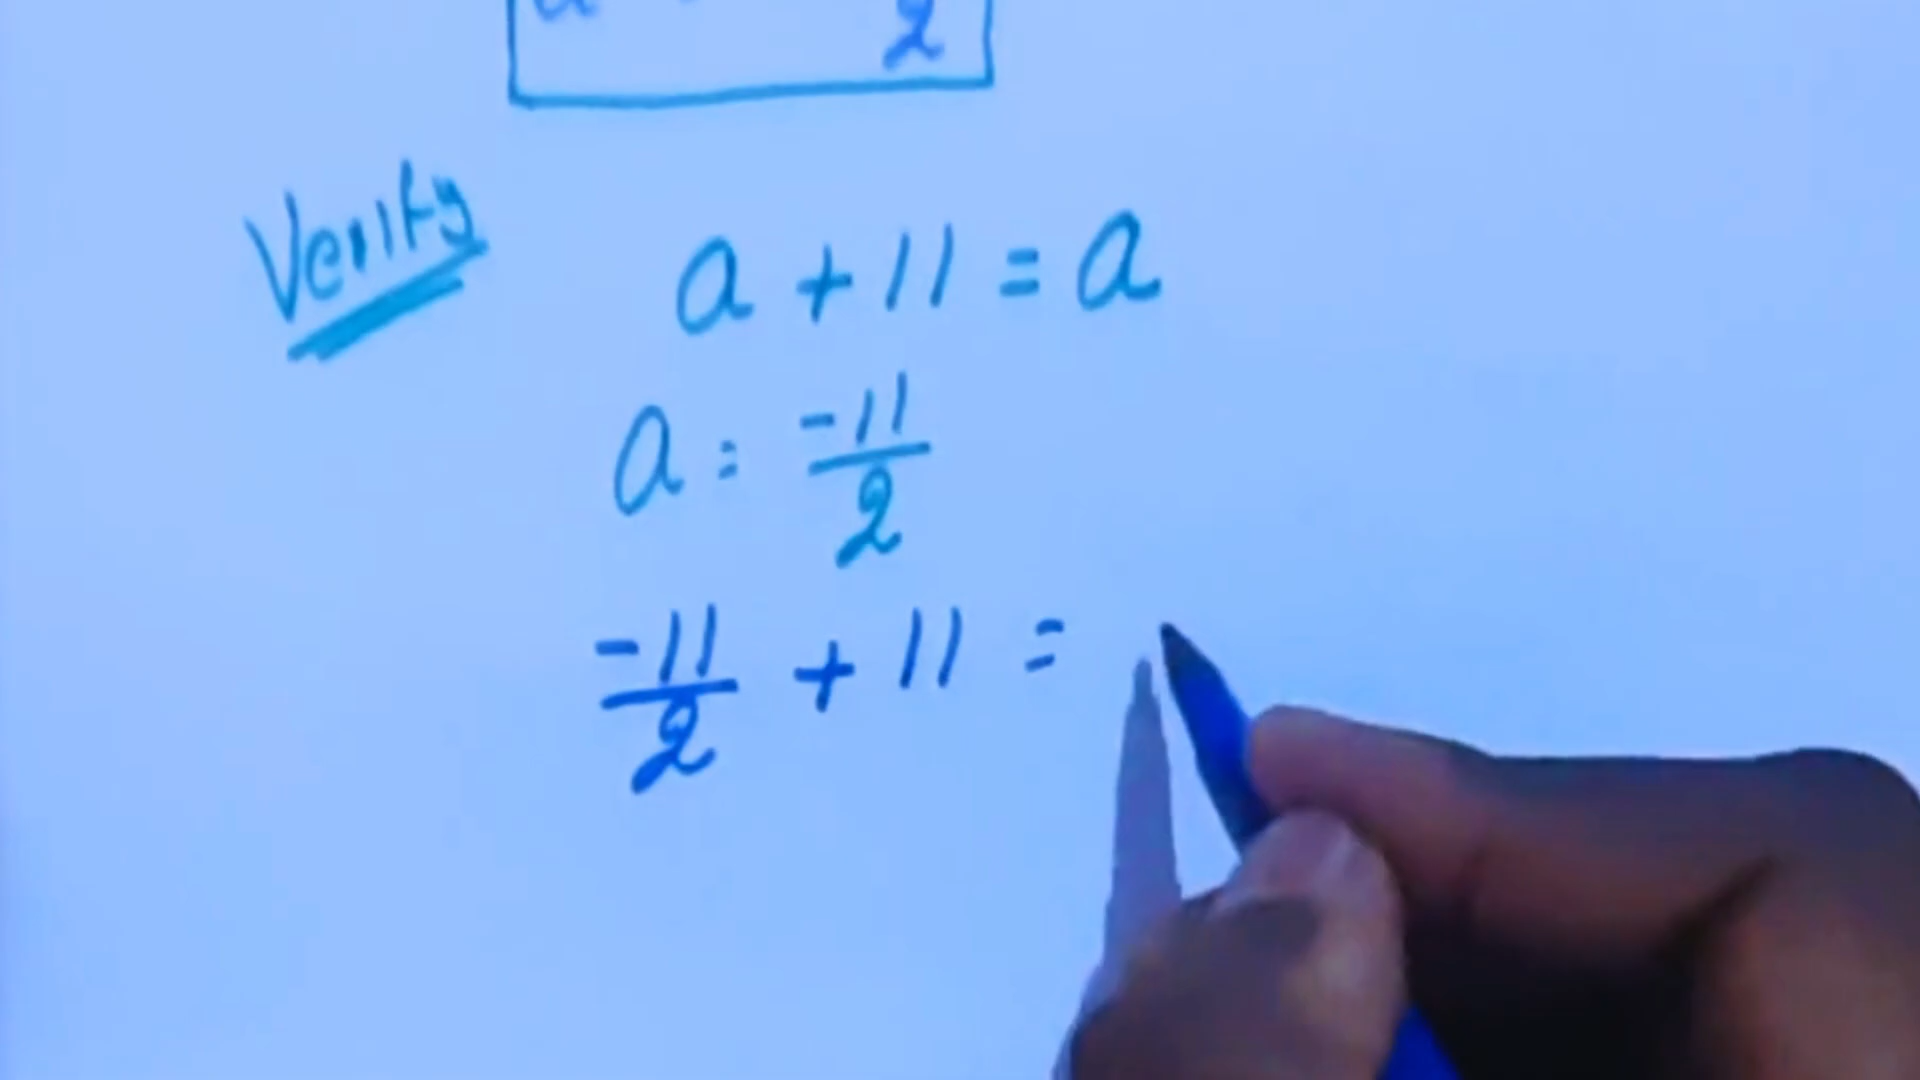 2
Verify
a + 11 = a
a = -11/2
-11/2 + 11 =